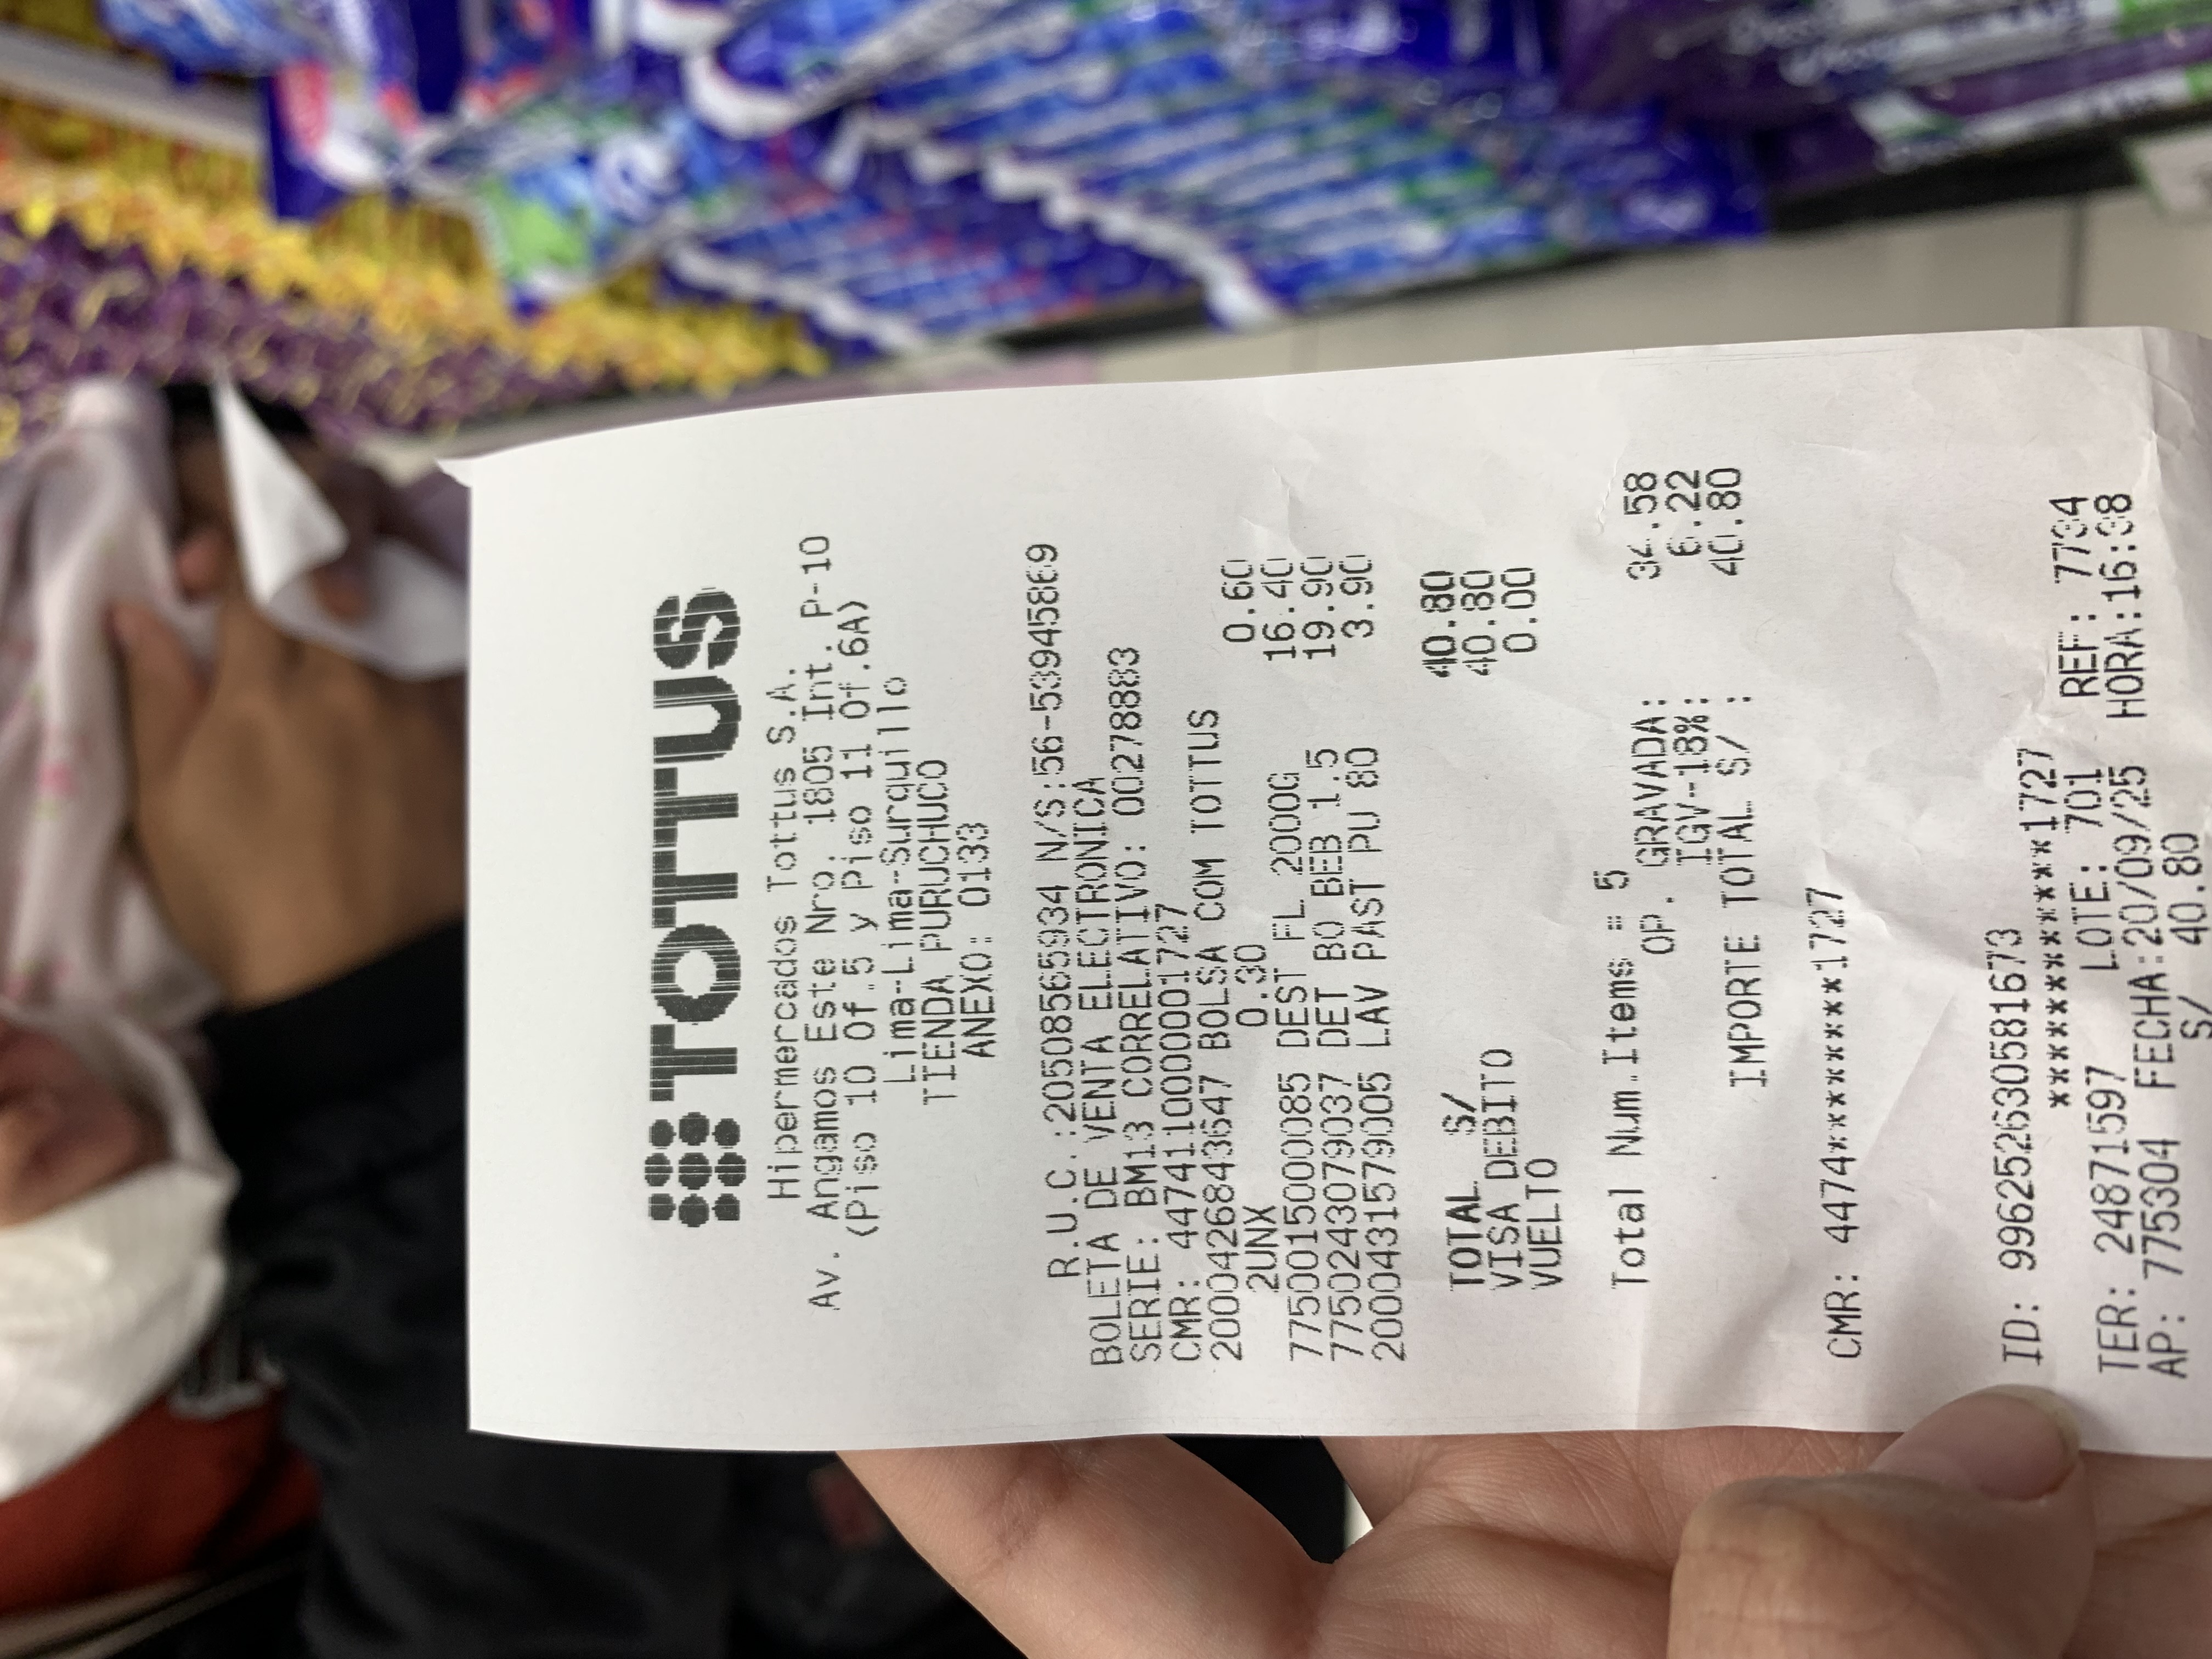 TOTTUS
Hipermercados Tottus S.A.
Av. Angamos Este Nro. 1805 Int. P-10
(Piso 10 Of.5 y Piso 11 Of.6A)
Lima-Lima-Surquillo
TIENDA PURUCHUCO
ANEXO: 0133
R.U.C.:20508565934 N/S:56-53945869
BOLETA DE VENTA ELECTRONICA
SERIE: BM13 CORRELATIVO: 00278883
CMR: 4474110000001727
2000426843647 BOLSA COM TOTTUS
2UNX 0.30 0.60
7750015000085 DEST FL 2000G 16.40
7750243079037 DET BO BEB 1.5 19.90
2000431579005 LAV PAST PU 80 3.90
TOTAL S/ 40.80
VISA DEBITO 40.80
VUELTO 0.00
Total Num.Items = 5
OP. GRAVADA: 34.58
IGV-18%: 6.22
IMPORTE TOTAL S/ : 40.80
CMR: 4474********1727
ID: 996252630581673
************1727
TER: 24871597 LOTE: 701 REF: 7734
AP: 775304 FECHA:20/09/25 HORA:16:38
S/ 40.80